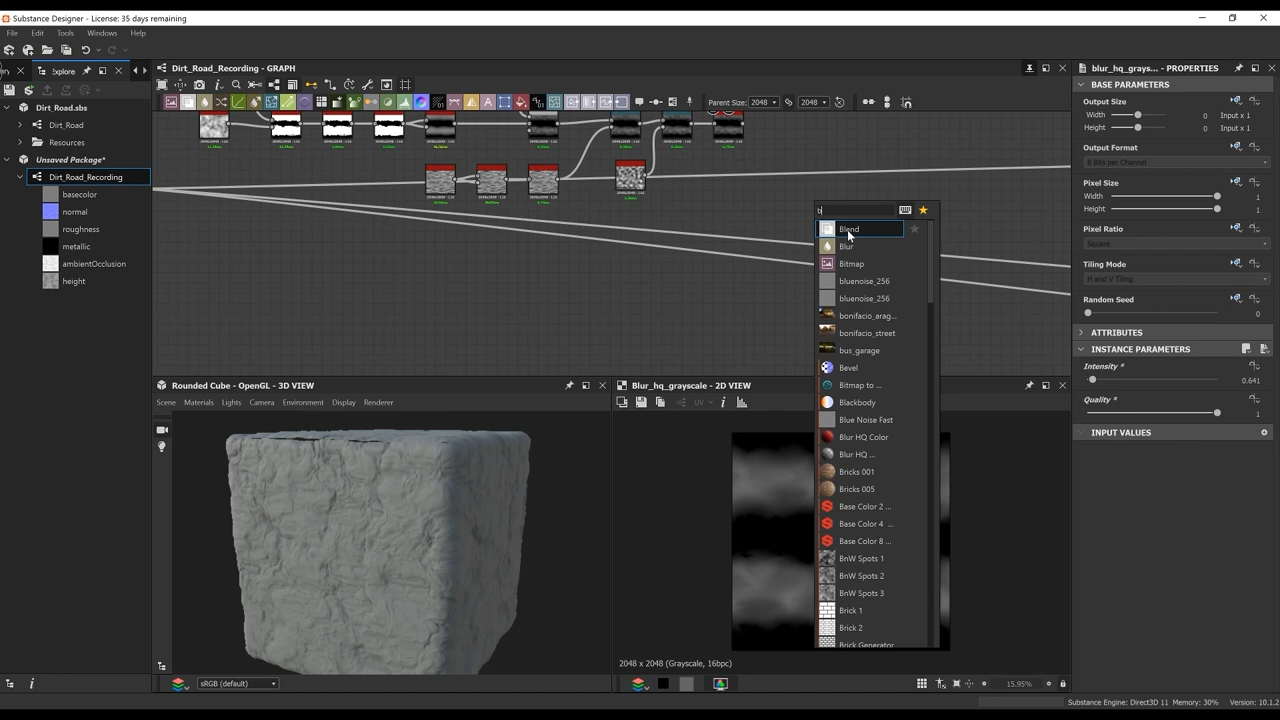 Substance Designer - License: 35 days remaining
File Edit Tools Windows Help
Explore
Dirt_Road.sbs
Dirt_Road
Resources
Unsaved Package*
Dirt_Road_Recording
basecolor
normal
roughness
metallic
ambientOcclusion
height
Dirt_Road_Recording - GRAPH
Parent Size: 2048 2048
b
Blend
Blur
Bitmap
bluenoise_256
bluenoise_256
bonifacio_arag...
bonifacio_street
bus_garage
Bevel
Bitmap to ...
Blackbody
Blue Noise Fast
Blur HQ Color
Blur HQ ...
Bricks 001
Bricks 005
Base Color 2 ...
Base Color 4 ...
Base Color 8 ...
BnW Spots 1
BnW Spots 2
BnW Spots 3
Brick 1
Brick 2
Brick Generator
Rounded Cube - OpenGL - 3D VIEW
Scene Materials Lights Camera Environment Display Renderer
sRGB (default)
Blur_hq_grayscale - 2D VIEW
UV
2048 x 2048 (Grayscale, 16bpc)
15.95%
blur_hq_grays... - PROPERTIES
BASE PARAMETERS
Output Size
Width 0 Input x 1
Height 0 Input x 1
Output Format
8 Bits per Channel
Pixel Size
Width 1
Height 1
Pixel Ratio
Square
Tiling Mode
H and V Tiling
Random Seed
0
ATTRIBUTES
INSTANCE PARAMETERS
Intensity *
0.641
Quality *
1
INPUT VALUES
Substance Engine: Direct3D 11 Memory: 30% Version: 10.1.2